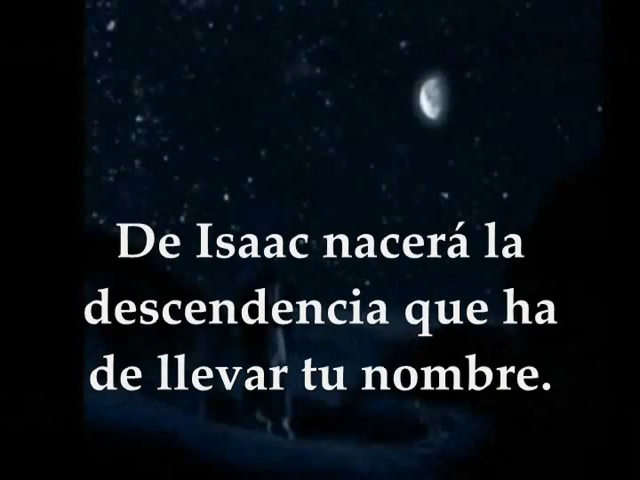 De Isaac nacerá la
descendencia que ha
de llevar tu nombre.